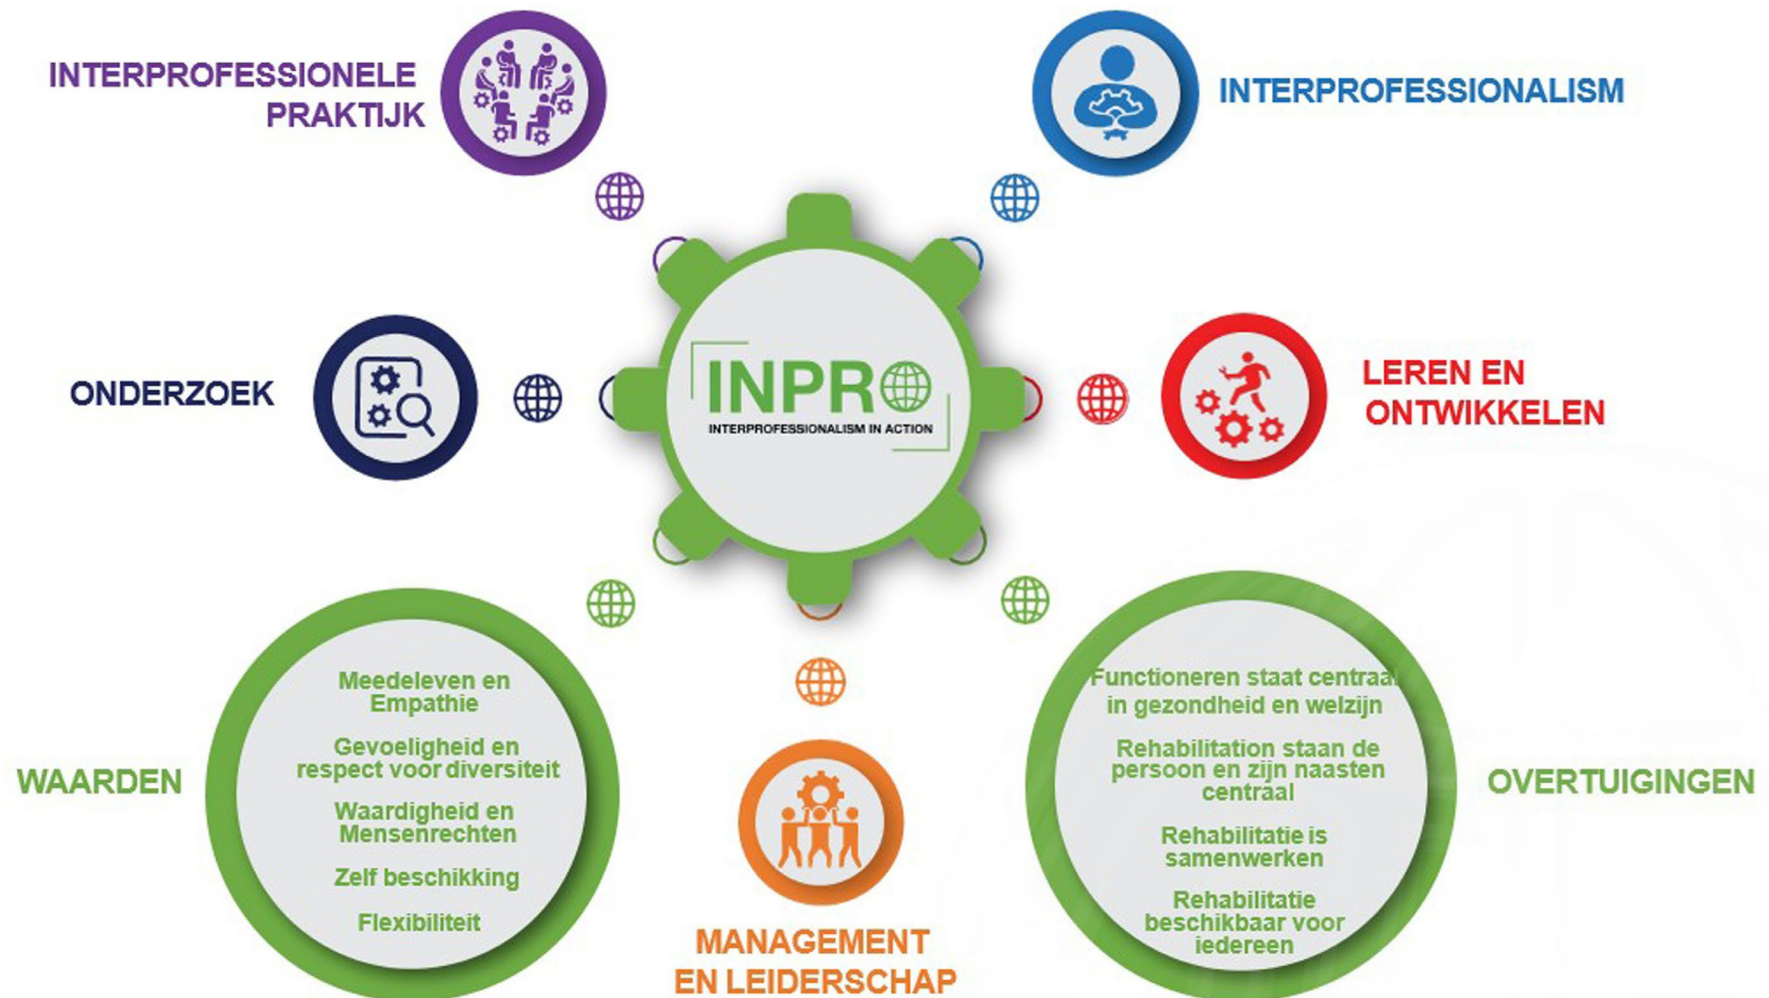 INTERPROFESSIONELE
PRAKTIJK
INTERPROFESSIONALISM
ONDERZOEK
INPRO
INTERPROFESSIONALISM IN ACTION
LEREN EN
ONTWIKKELEN
WAARDEN
Meedeleven en
Empathie
Gevoeligheid en
respect voor diversiteit
Waardigheid en
Mensenrechten
Zelf beschikking
Flexibiliteit
MANAGEMENT
EN LEIDERSCHAP
Functioneren staat centraal
in gezondheid en welzijn
Rehabilitation staan de
persoon en zijn naasten
centraal
Rehabilitatie is
samenwerken
Rehabilitatie
beschikbaar voor
iedereen
OVERTUIGINGEN